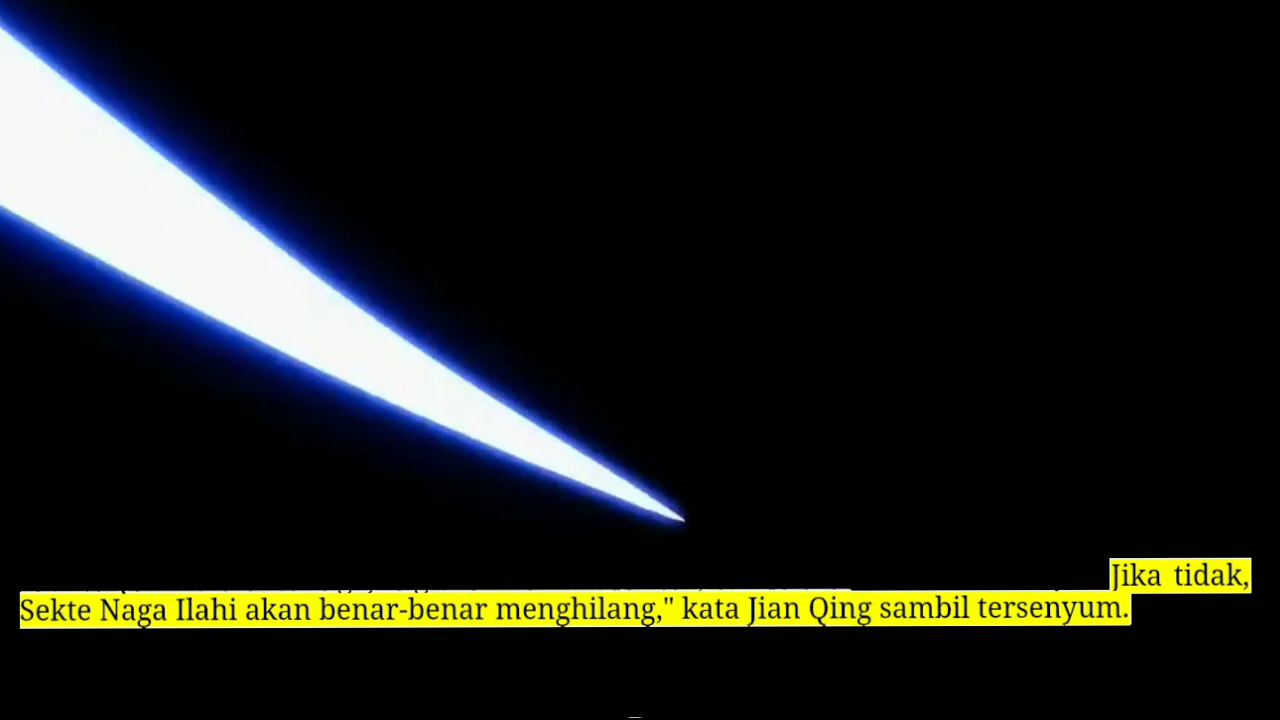 Jika tidak,
Sekte Naga Ilahi akan benar-benar menghilang," kata Jian Qing sambil tersenyum.